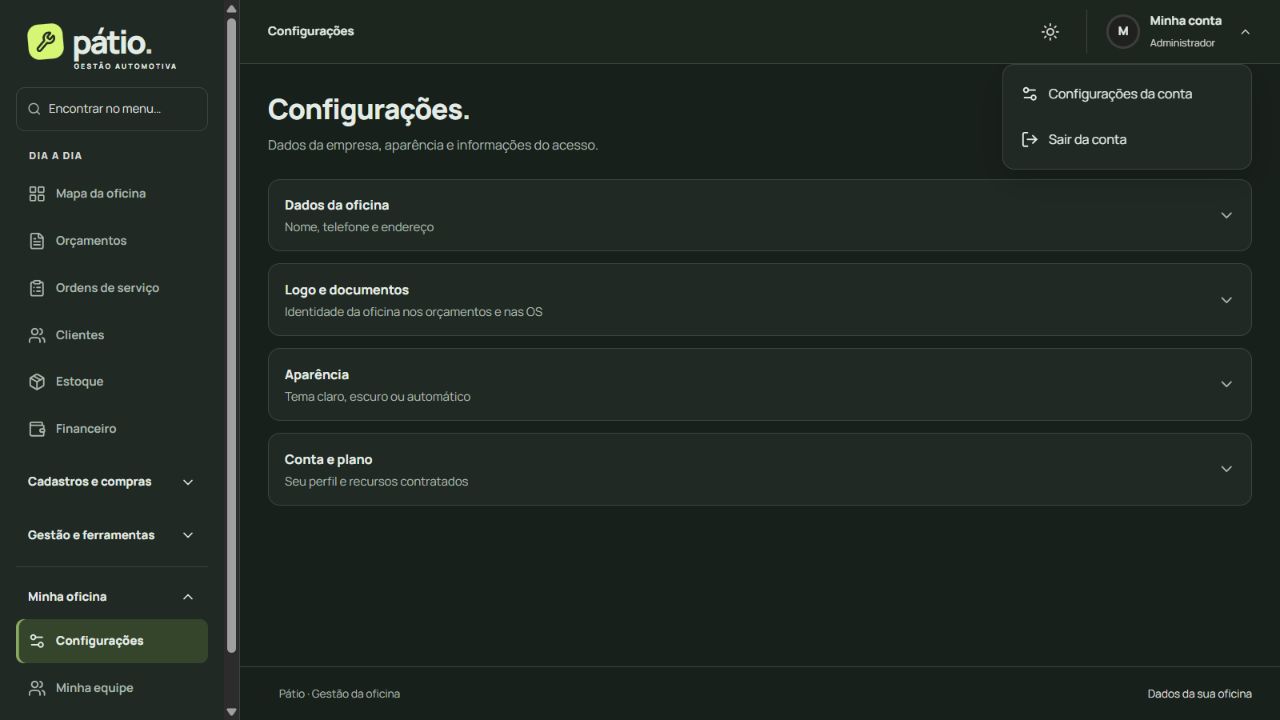 pátio.
GESTÃO AUTOMOTIVA
Encontrar no menu...
DIA A DIA
Mapa da oficina
Orçamentos
Ordens de serviço
Clientes
Estoque
Financeiro
Cadastros e compras
Gestão e ferramentas
Minha oficina
Configurações
Minha equipe
Configurações
M
Minha conta
Administrador
Configurações da conta
Sair da conta
Configurações.
Dados da empresa, aparência e informações do acesso.
Dados da oficina
Nome, telefone e endereço
Logo e documentos
Identidade da oficina nos orçamentos e nas OS
Aparência
Tema claro, escuro ou automático
Conta e plano
Seu perfil e recursos contratados
Pátio · Gestão da oficina
Dados da sua oficina